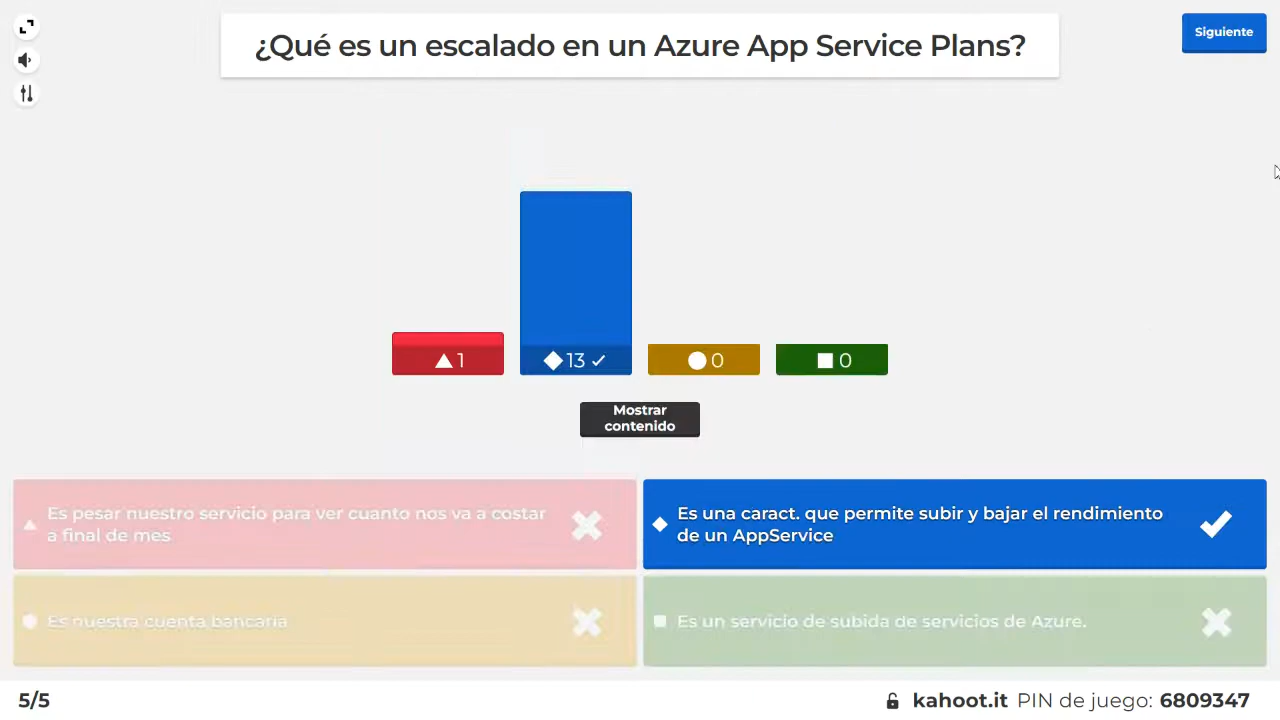 ¿Qué es un escalado en un Azure App Service Plans?
Siguiente
1
13
0
0
Mostrar
contenido
Es pesar nuestro servicio para ver cuanto nos va a costar
a final de mes
Es una caract. que permite subir y bajar el rendimiento
de un AppService
Es nuestra cuenta bancaria
Es un servicio de subida de servicios de Azure.
5/5
kahoot.it PIN de juego: 6809347